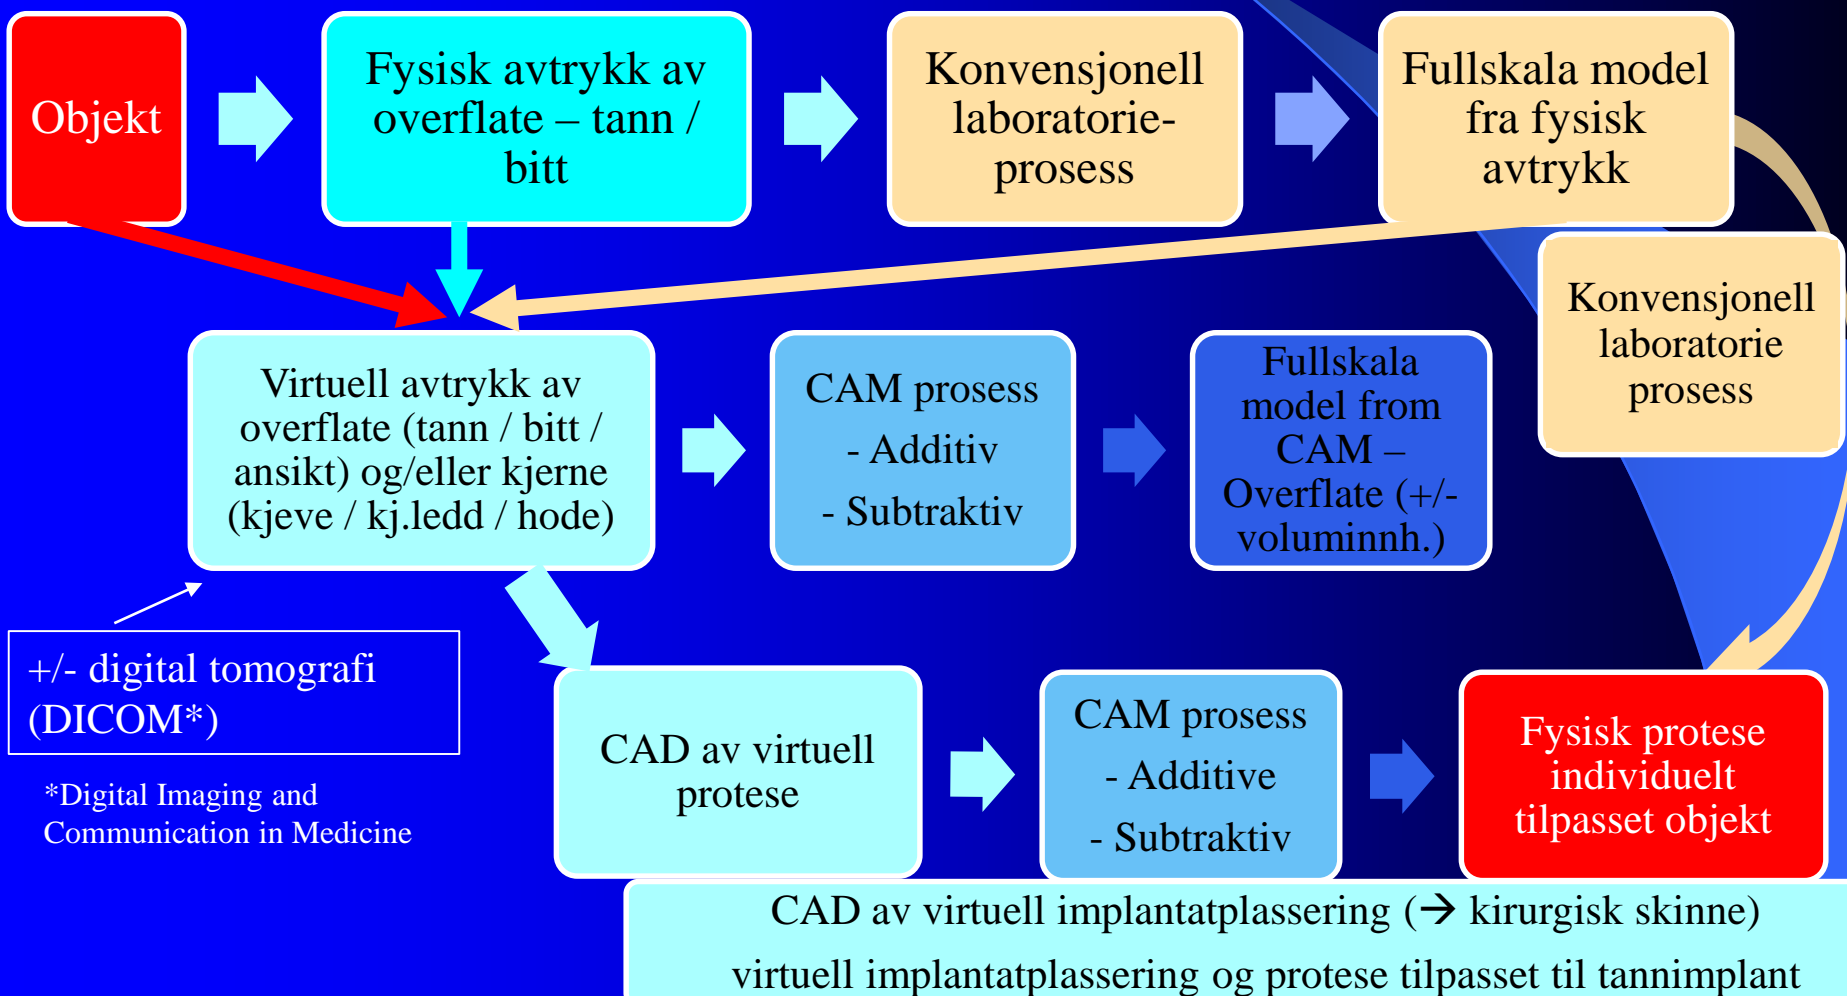 Objekt
Fysisk avtrykk av
overflate – tann /
bitt
Konvensjonell
laboratorie-
prosess
Fullskala model
fra fysisk
avtrykk
Konvensjonell
laboratorie
prosess
Virtuell avtrykk av
overflate (tann / bitt /
ansikt) og/eller kjerne
(kjeve / kj.ledd / hode)
CAM prosess
- Additiv
- Subtraktiv
Fullskala
model from
CAM –
Overflate (+/-
voluminnh.)
+/- digital tomografi
(DICOM*)
*Digital Imaging and
Communication in Medicine
CAD av virtuell
protese
CAM prosess
- Additive
- Subtraktiv
Fysisk protese
individuelt
tilpasset objekt
CAD av virtuell implantatplassering (→ kirurgisk skinne)
virtuell implantatplassering og protese tilpasset til tannimplant